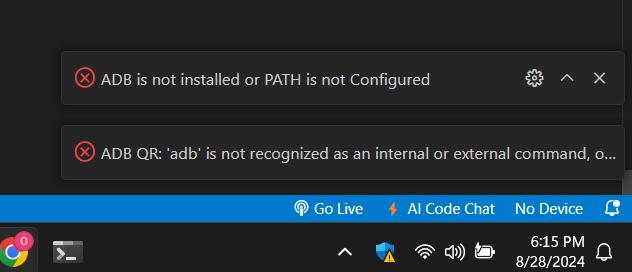 ADB is not installed or PATH is not Configured
ADB QR: 'adb' is not recognized as an internal or external command, o...
Go Live AI Code Chat No Device
0
6:15 PM
8/28/2024